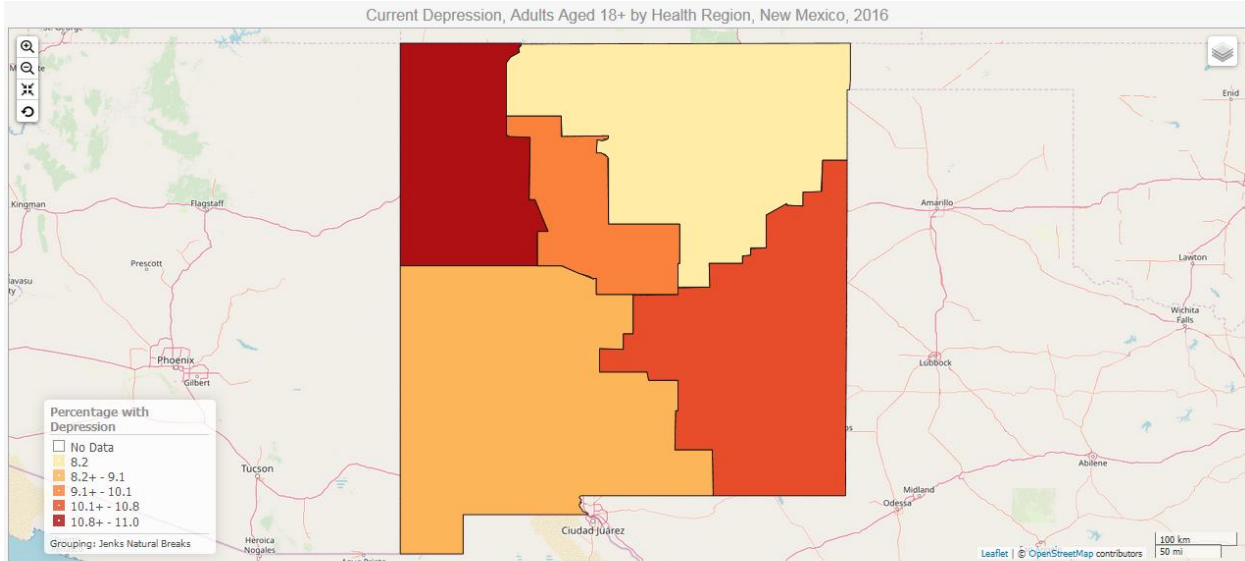 Current Depression, Adults Aged 18+ by Health Region, New Mexico, 2016
St. George
Enid
Kingman
Flagstaff
Amarillo
Prescott
Lawton
Wichita
Falls
Phoenix
Gilbert
Lubbock
Percentage with
Depression
No Data
8.2
8.2+ - 9.1
9.1+ - 10.1
10.1+ - 10.8
10.8+ - 11.0
Grouping: Jenks Natural Breaks
Tucson
Abilene
Midland
Odessa
Ciudad Juárez
Heroica
Nogales
100 km
50 mi
Leaflet | © OpenStreetMap contributors